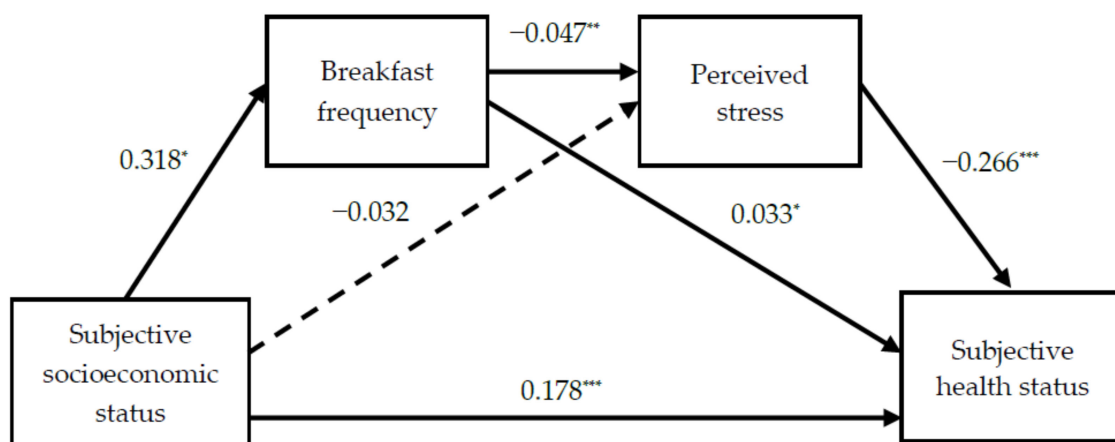 −0.047**
Breakfast
frequency
Perceived
stress
0.318*
−0.266***
−0.032
0.033*
Subjective
socioeconomic
status
Subjective
health status
0.178***